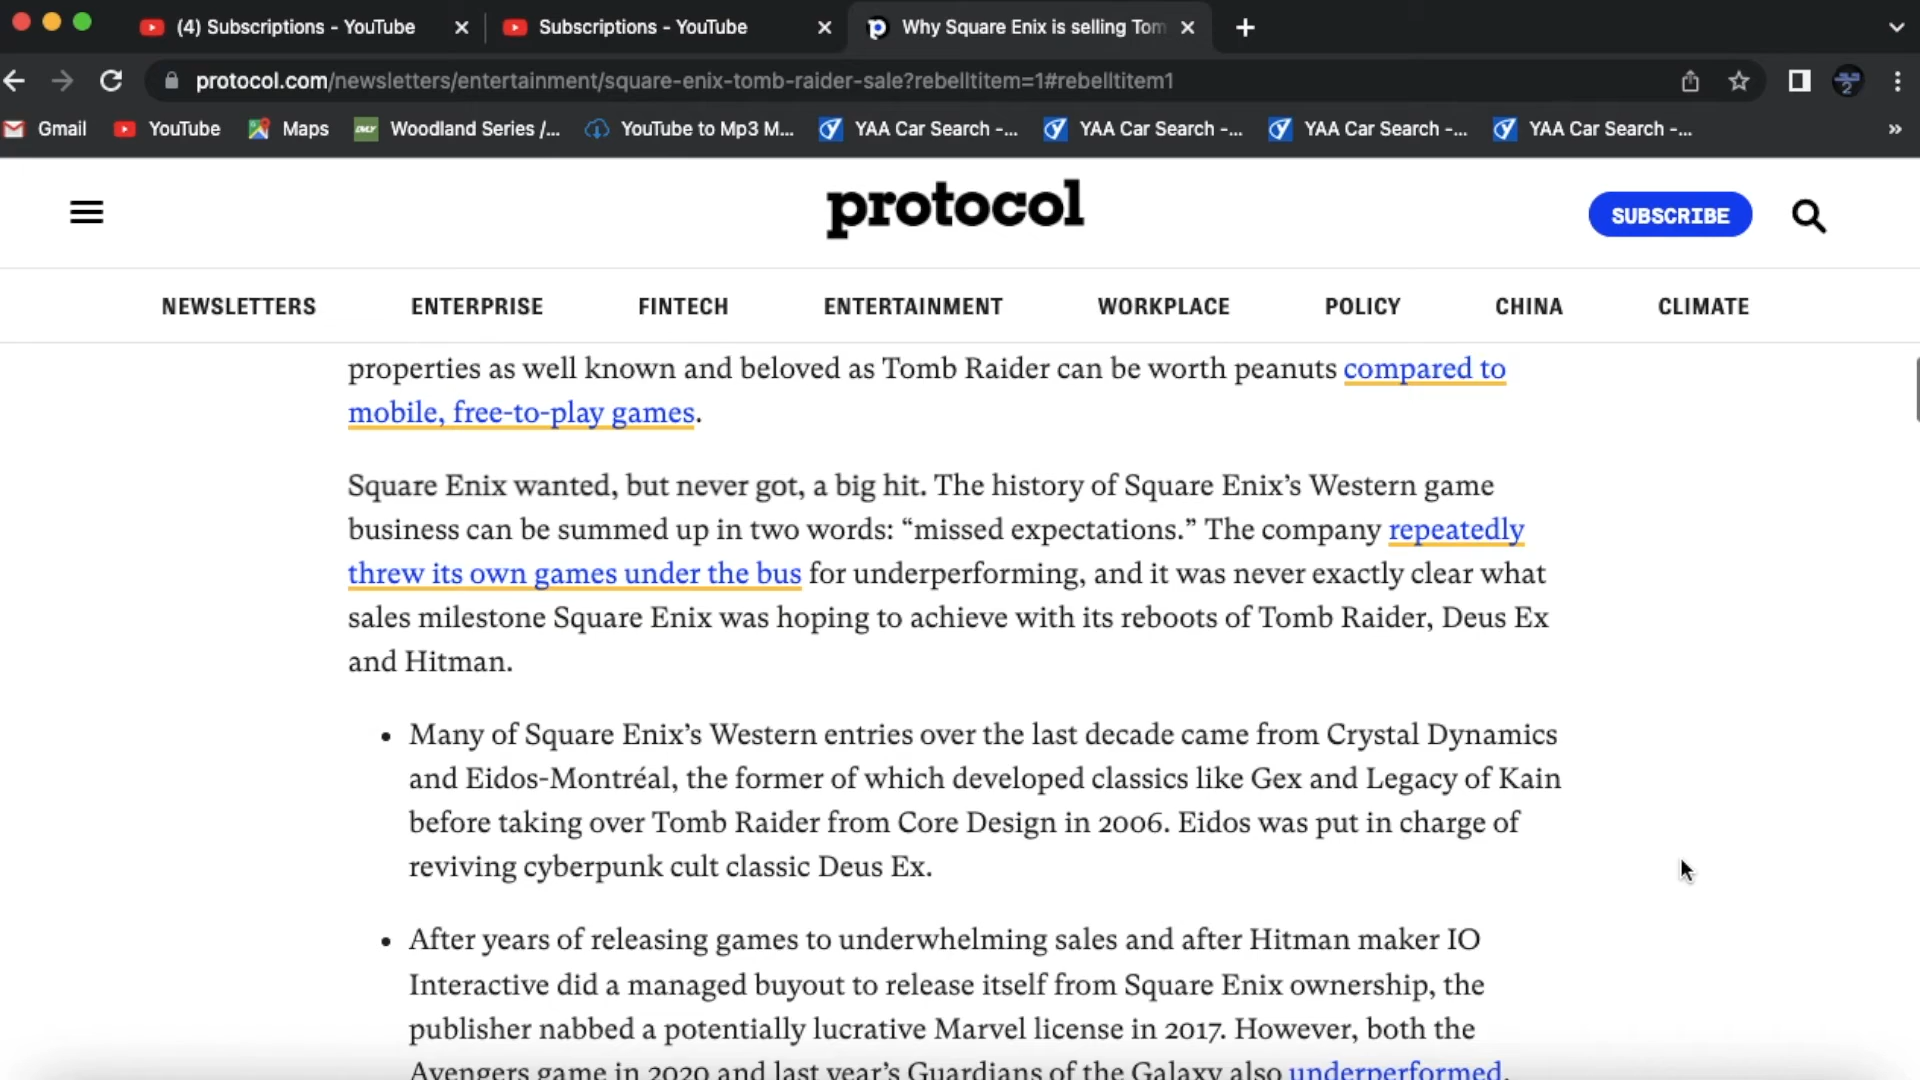 (4) Subscriptions - YouTube
Subscriptions - YouTube
Why Square Enix is selling Tom
protocol.com/newsletters/entertainment/square-enix-tomb-raider-sale?rebelltitem=1#rebelltitem1
Gmail
YouTube
Maps
Woodland Series /...
YouTube to Mp3 M...
YAA Car Search -...
YAA Car Search -...
YAA Car Search -...
YAA Car Search -...
protocol
SUBSCRIBE
NEWSLETTERS
ENTERPRISE
FINTECH
ENTERTAINMENT
WORKPLACE
POLICY
CHINA
CLIMATE
properties as well known and beloved as Tomb Raider can be worth peanuts compared to
mobile, free-to-play games.
Square Enix wanted, but never got, a big hit. The history of Square Enix’s Western game
business can be summed up in two words: “missed expectations.” The company repeatedly
threw its own games under the bus for underperforming, and it was never exactly clear what
sales milestone Square Enix was hoping to achieve with its reboots of Tomb Raider, Deus Ex
and Hitman.
• Many of Square Enix’s Western entries over the last decade came from Crystal Dynamics
and Eidos-Montréal, the former of which developed classics like Gex and Legacy of Kain
before taking over Tomb Raider from Core Design in 2006. Eidos was put in charge of
reviving cyberpunk cult classic Deus Ex.
• After years of releasing games to underwhelming sales and after Hitman maker IO
Interactive did a managed buyout to release itself from Square Enix ownership, the
publisher nabbed a potentially lucrative Marvel license in 2017. However, both the
Avengers game in 2020 and last year’s Guardians of the Galaxy also underperformed.